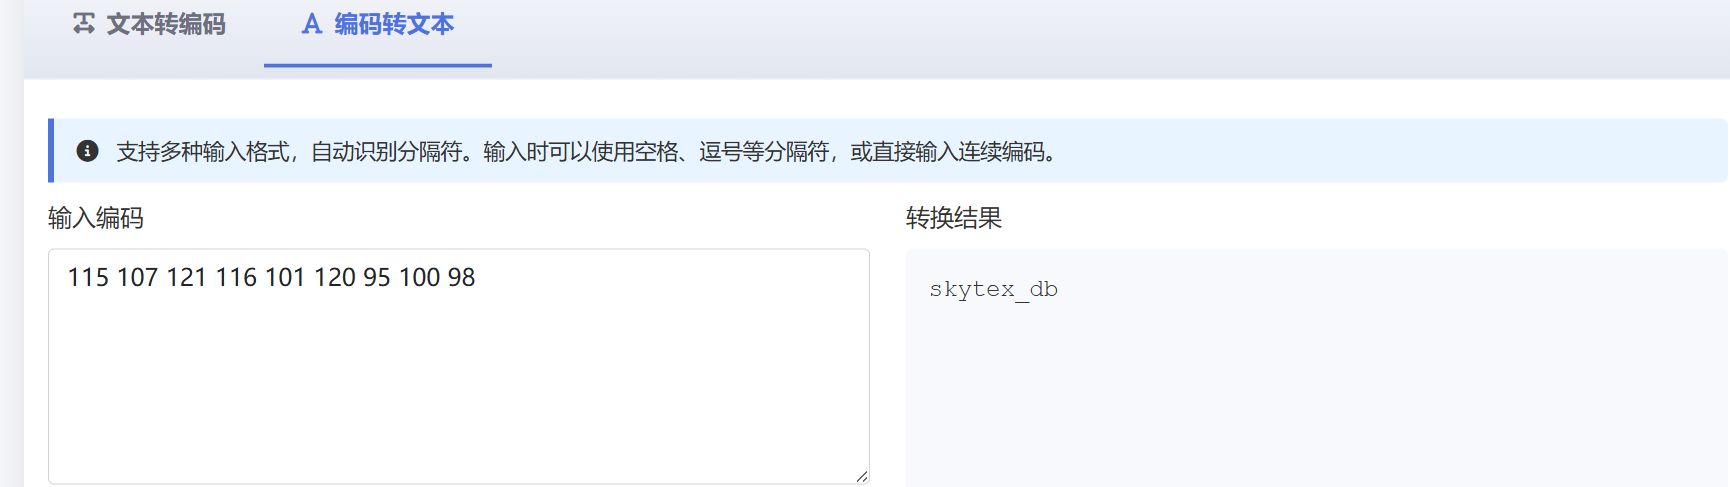 文本转编码 编码转文本
支持多种输入格式，自动识别分隔符。输入时可以使用空格、逗号等分隔符，或直接输入连续编码。
输入编码
115 107 121 116 101 120 95 100 98
转换结果
skytex_db